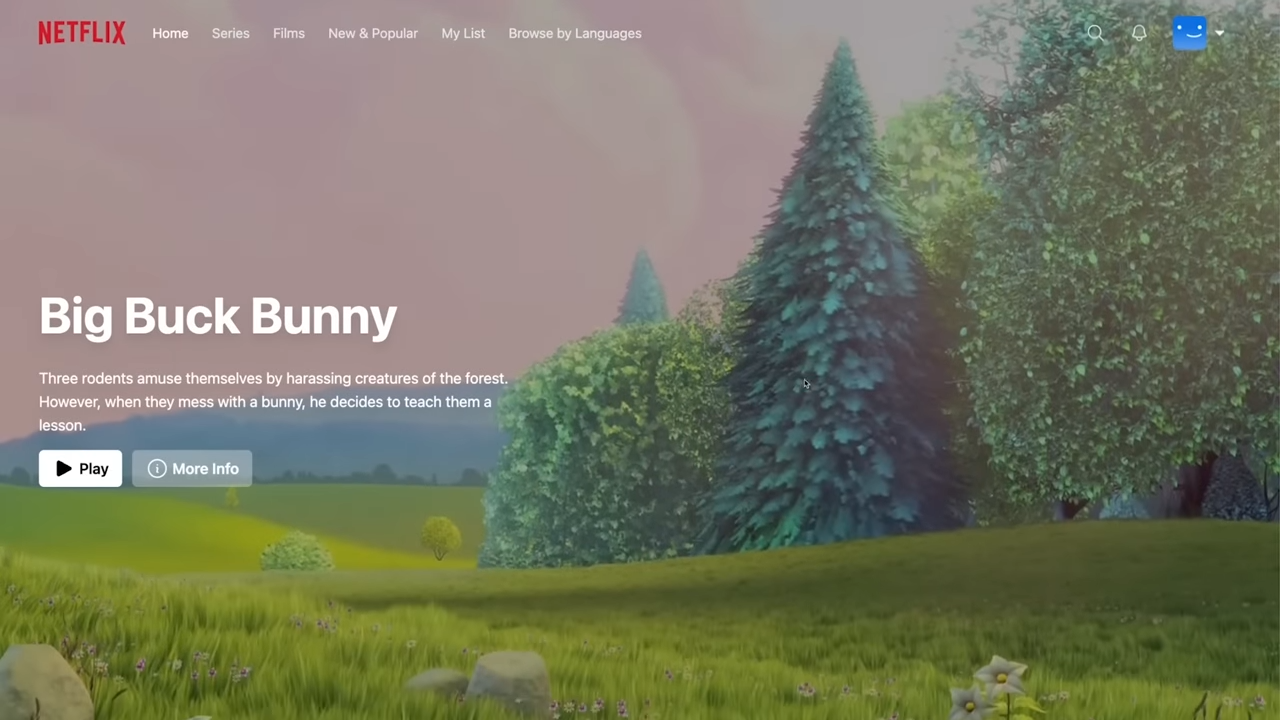 NETFLIX Home Series Films New & Popular My List Browse by Languages
Big Buck Bunny
Three rodents amuse themselves by harassing creatures of the forest.
However, when they mess with a bunny, he decides to teach them a
lesson.
Play More Info